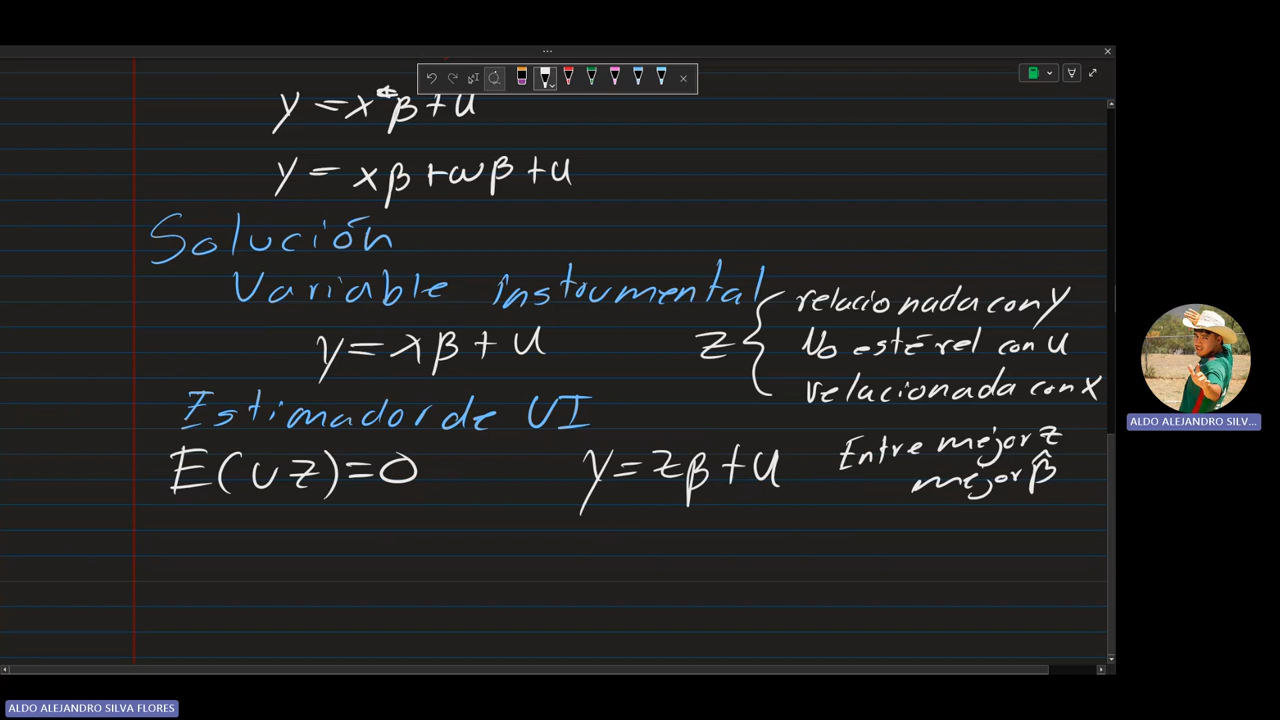 y = x*β + u
y = xβ + ωβ + u
Solución
Variable instrumental
y = xβ + u
z { relacionada con y
No esté rel con u
relacionada con x
Estimador de VI
E(uz) = 0
y = zβ + u
Entre mejor z
mejor β̂
ALDO ALEJANDRO SILV...
ALDO ALEJANDRO SILVA FLORES